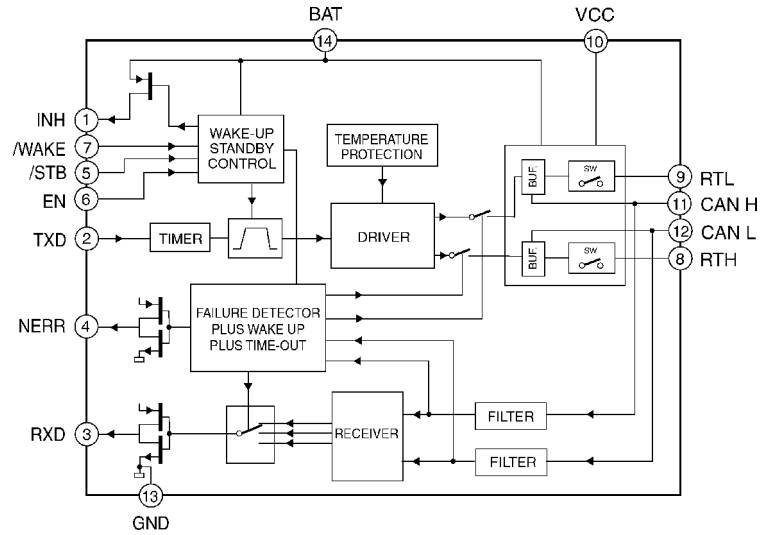 BAT
VCC
14
10
INH
1
/WAKE
7
/STB
5
EN
6
TXD
2
WAKE-UP
STANDBY
CONTROL
TEMPERATURE
PROTECTION
TIMER
DRIVER
BUF.
SW
9
RTL
11
CAN H
12
CAN L
BUF.
SW
8
RTH
NERR
4
FAILURE DETECTOR
PLUS WAKE UP
PLUS TIME-OUT
RXD
3
RECEIVER
FILTER
FILTER
13
GND